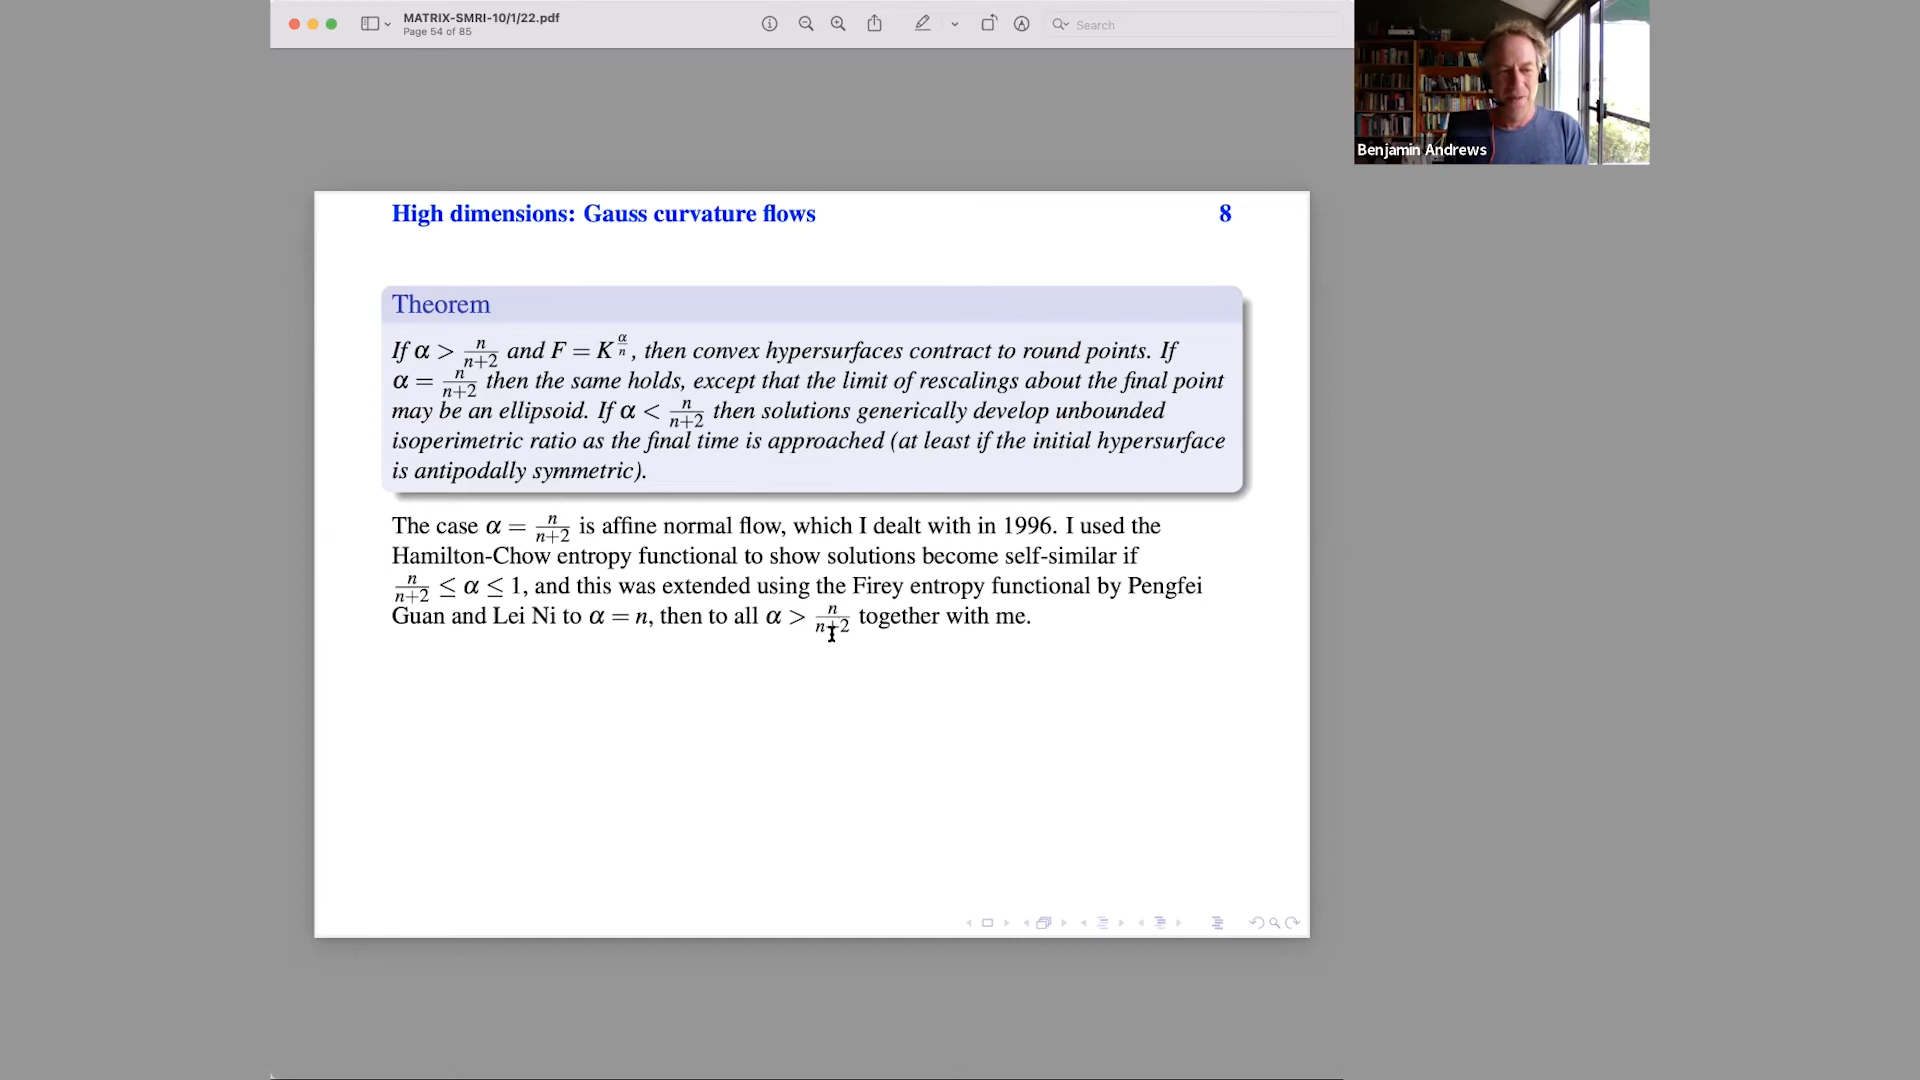 MATRIX-SMRI-10/1/22.pdf
Page 54 of 85
Search
Benjamin Andrews
High dimensions: Gauss curvature flows 8
Theorem
If α > n/(n+2) and F = K^{α/n}, then convex hypersurfaces contract to round points. If
α = n/(n+2) then the same holds, except that the limit of rescalings about the final point
may be an ellipsoid. If α < n/(n+2) then solutions generically develop unbounded
isoperimetric ratio as the final time is approached (at least if the initial hypersurface
is antipodally symmetric).
The case α = n/(n+2) is affine normal flow, which I dealt with in 1996. I used the
Hamilton-Chow entropy functional to show solutions become self-similar if
n/(n+2) ≤ α ≤ 1, and this was extended using the Firey entropy functional by Pengfei
Guan and Lei Ni to α = n, then to all α > n/(n+2) together with me.